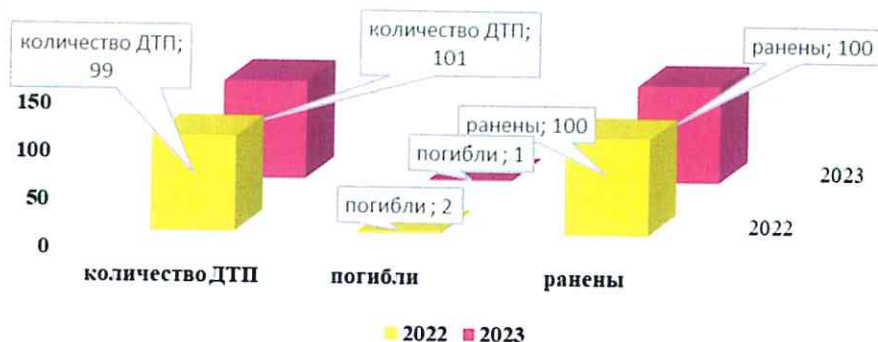 количество ДТП;
99
количество ДТП;
101
ранены; 100
150
100
50
0
ранены; 100
погибли ; 1
погибли ; 2
2023
2022
количество ДТП
погибли
ранены
2022
2023